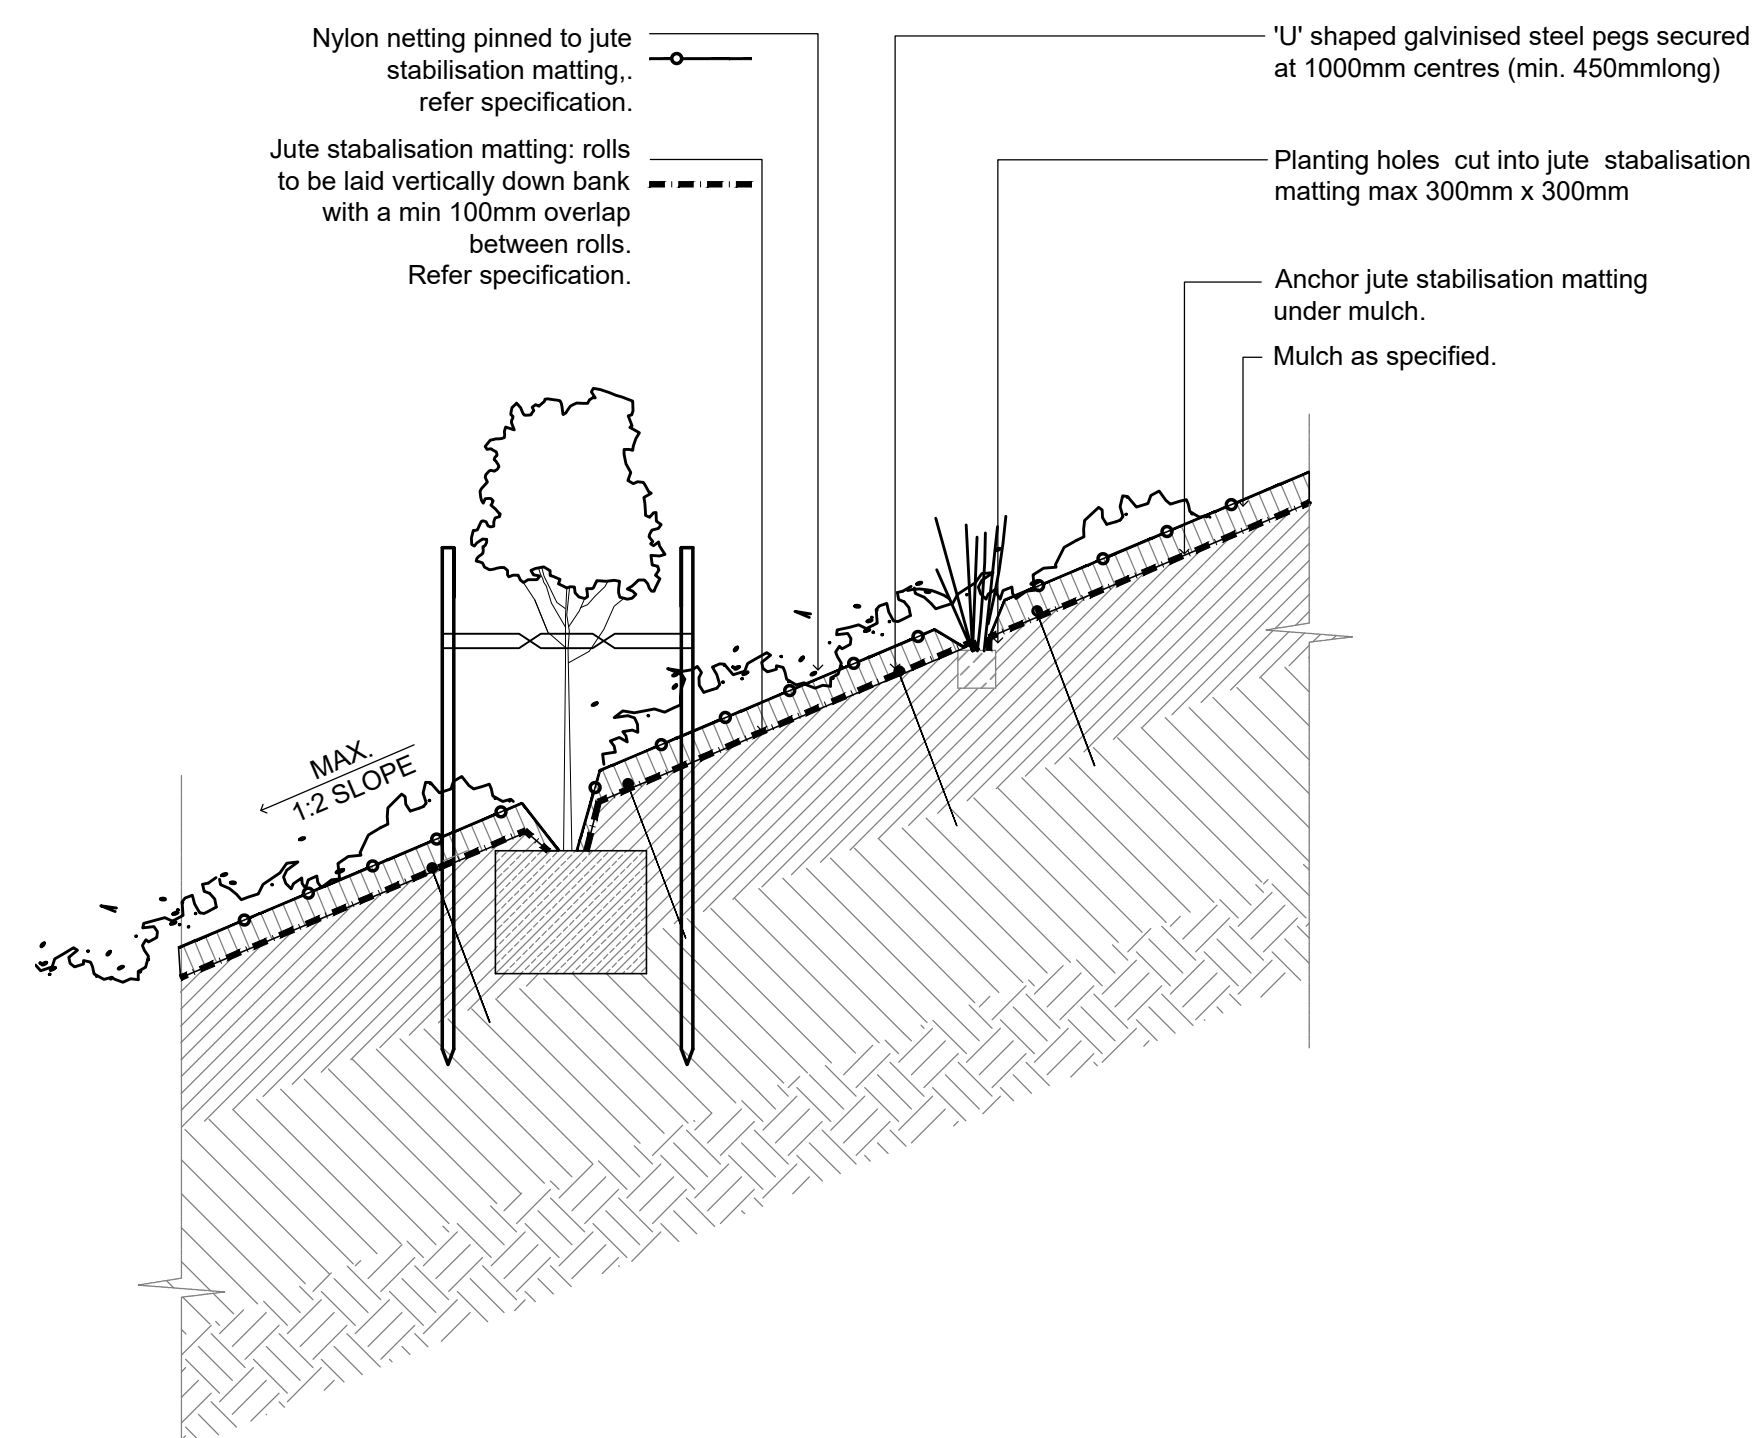 Nylon netting pinned to jute
stabilisation matting,.
refer specification.
Jute stabalisation matting: rolls
to be laid vertically down bank
with a min 100mm overlap
between rolls.
Refer specification.
'U' shaped galvinised steel pegs secured
at 1000mm centres (min. 450mmlong)
Planting holes cut into jute stabalisation
matting max 300mm x 300mm
Anchor jute stabilisation matting
under mulch.
Mulch as specified.
MAX.
1:2 SLOPE